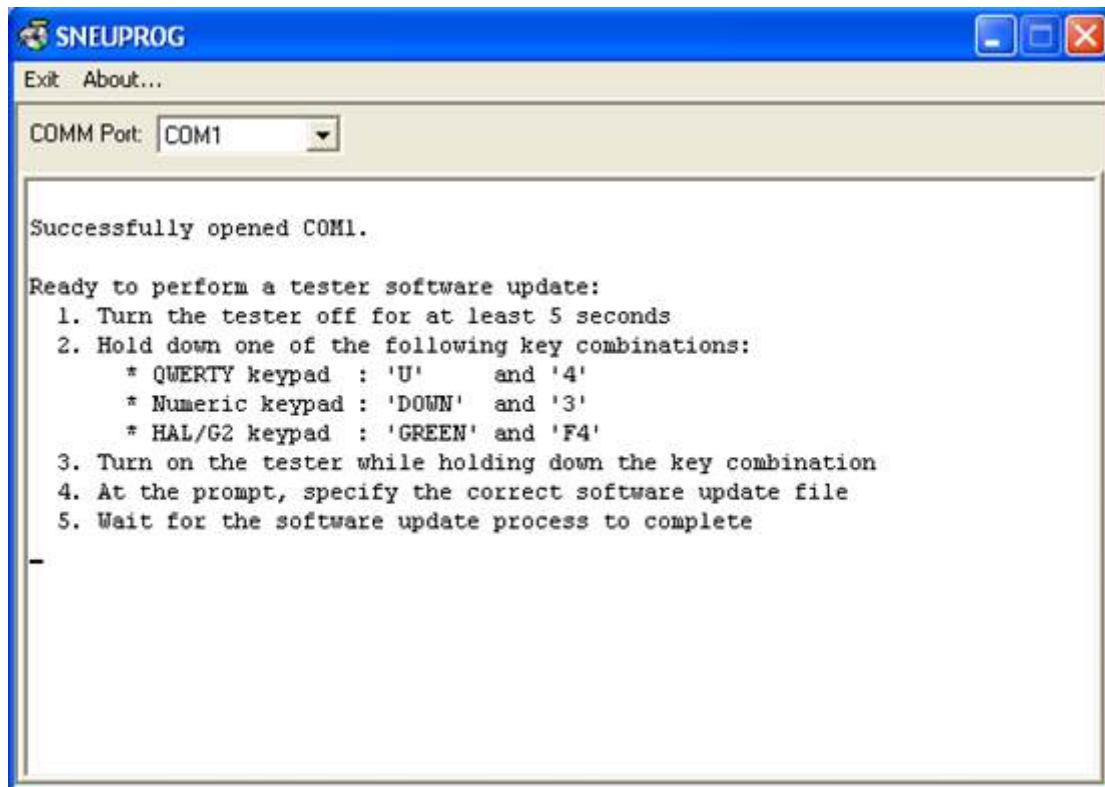 SNEUPROG
Exit About...
COMM Port: COM1
Successfully opened COM1.
Ready to perform a tester software update:
1. Turn the tester off for at least 5 seconds
2. Hold down one of the following key combinations:
* QWERTY keypad : 'U' and '4'
* Numeric keypad : 'DOWN' and '3'
* HAL/G2 keypad : 'GREEN' and 'F4'
3. Turn on the tester while holding down the key combination
4. At the prompt, specify the correct software update file
5. Wait for the software update process to complete